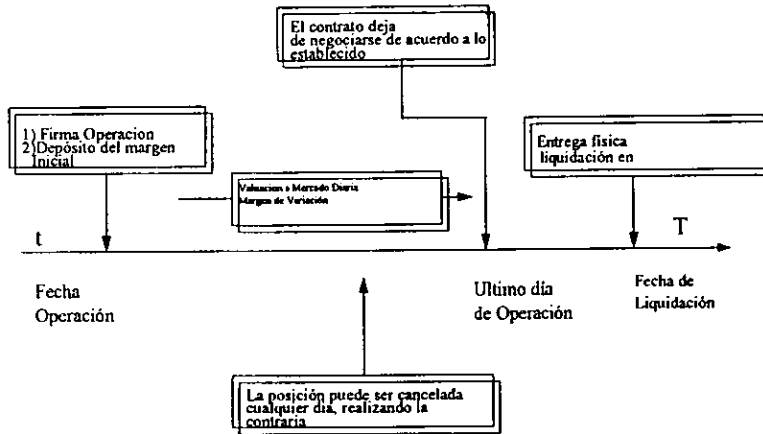 El contrato deja
de negociarse de acuerdo a lo
establecido
1) Firma Operacion
2)Depósito del margen
Inicial
Entrega física
liquidación en
Valuacion a Mercado Diaria
Margen de Variación
t
T
Fecha
Operación
Ultimo día
de Operación
Fecha de
Liquidación
La posición puede ser cancelada
cualquier dia, realizando la
contraria